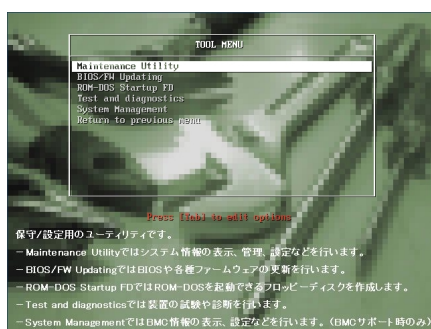 TOOL MENU
Maintenance Utility
BIOS/FW Updating
ROM-DOS Startup FD
Test and diagnostics
System Management
Return to previous menu
Press [Tab] to edit options
保守/設定用のユーティリティです。
－Maintenance Utilityではシステム情報の表示、管理、設定などを行います。
－BIOS/FW UpdatingではBIOSや各種ファームウェアの更新を行います。
－ROM-DOS Startup FDではROM-DOSを起動できるフロッピーディスクを作成します。
－Test and diagnosticsでは装置の試験や診断を行います。
－System ManagementではBMC情報の表示、設定などを行います。（BMCサポート時のみ）